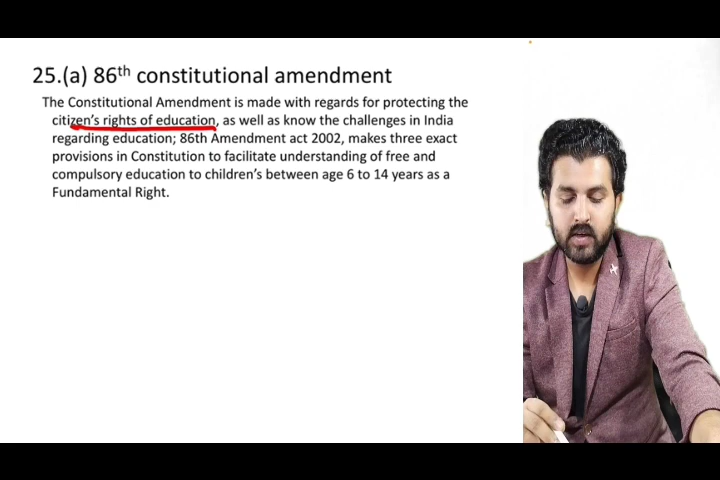 25.(a) 86th constitutional amendment
The Constitutional Amendment is made with regards for protecting the
citizen's rights of education, as well as know the challenges in India
regarding education; 86th Amendment act 2002, makes three exact
provisions in Constitution to facilitate understanding of free and
compulsory education to children's between age 6 to 14 years as a
Fundamental Right.